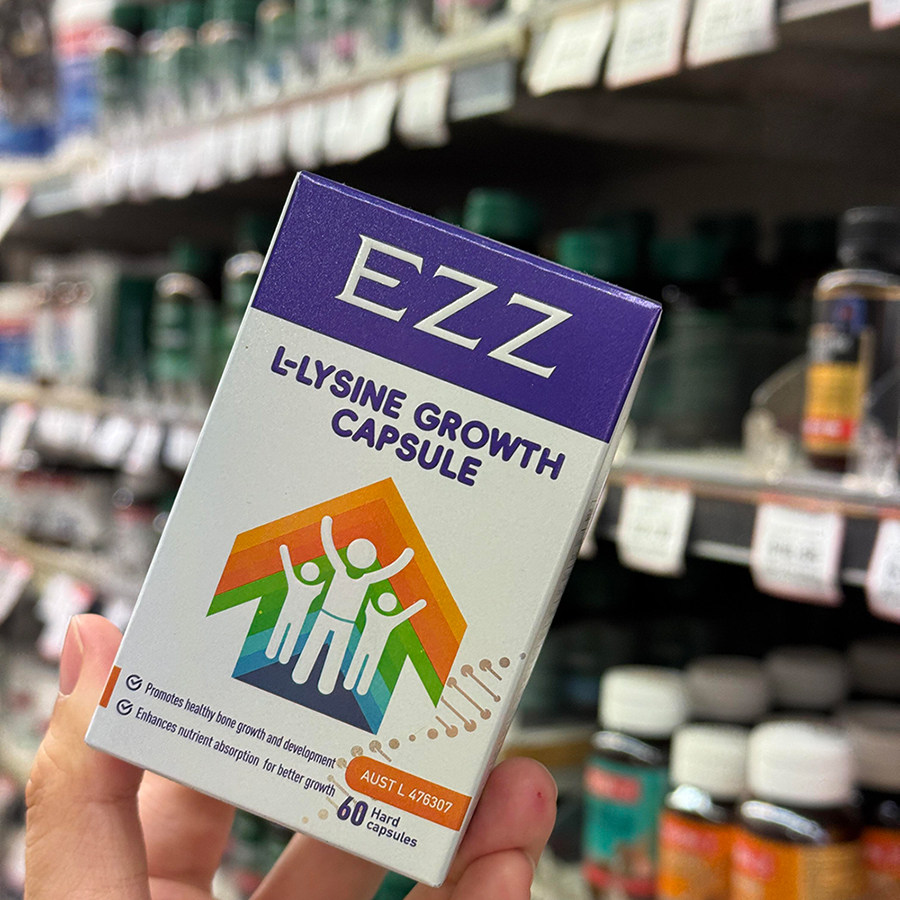 EZZ
L-LYSINE GROWTH
CAPSULE
Promotes healthy bone growth and development
Enhances nutrient absorption for better growth
AUST L 476307
60 Hard
capsules